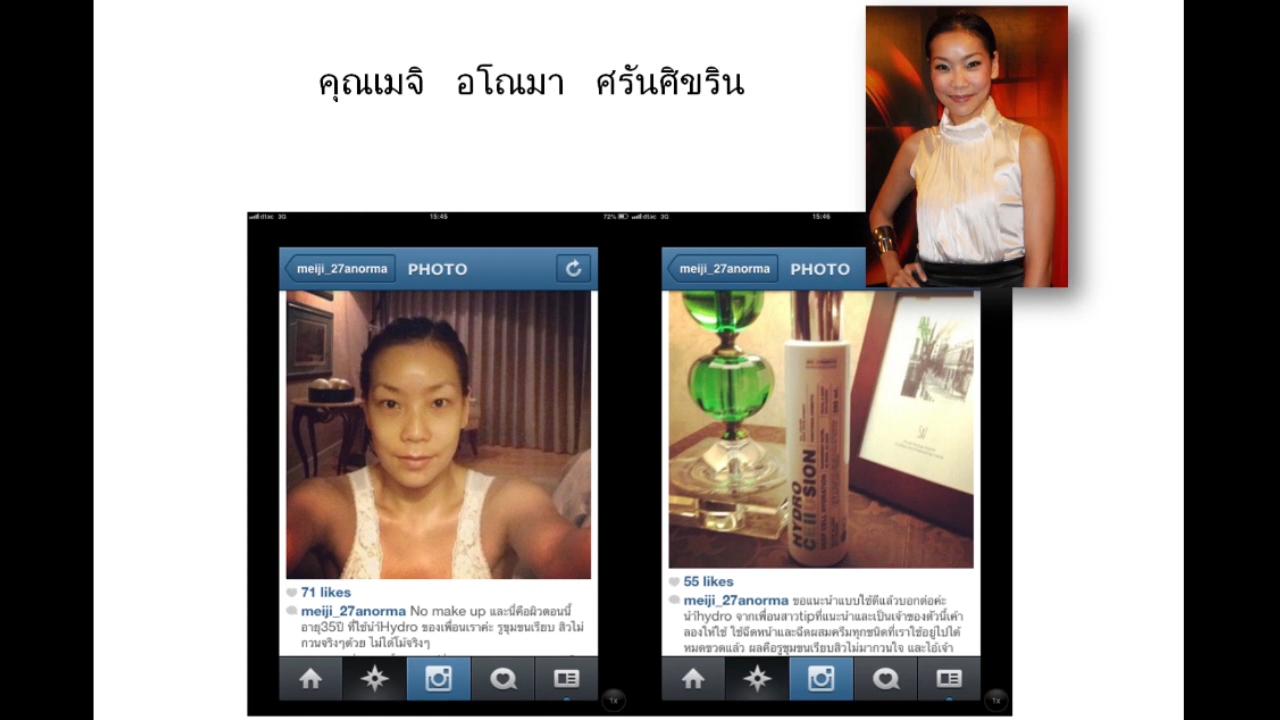 คุณเมจิ อโณมา ศรันศิขริน
dtac 3G 15:45 72%
dtac 3G 15:46
meiji_27anorma PHOTO
meiji_27anorma PHOTO
71 likes
meiji_27anorma No make up และนี่คือผิวตอนนี้
อายุ35ปี ที่ใช้น้ำHydro ของเพื่อนเราค่ะ รูขุมขนเรียบ สิวไม่
กวนจริงๆด้วย ไม่ได้โม้จริงๆ
HYDRO
DEEP CELL HYDRATION
55 likes
meiji_27anorma ขอแนะนำแบบใช้ดีแล้วบอกต่อค่ะ
น้ำhydro จากเพื่อนสาวtipที่แนะนำและเป็นเจ้าของตัวนี้เค้า
ลองให้ใช้ ใช้ฉีดหน้าและฉีดผสมครีมทุกชนิดที่เราใช้อยู่ไปได้
หมดขวดแล้ว ผลคือรูขุมขนเรียบสิวไม่มากวนใจ และไอ้เจ้า
1x
1x